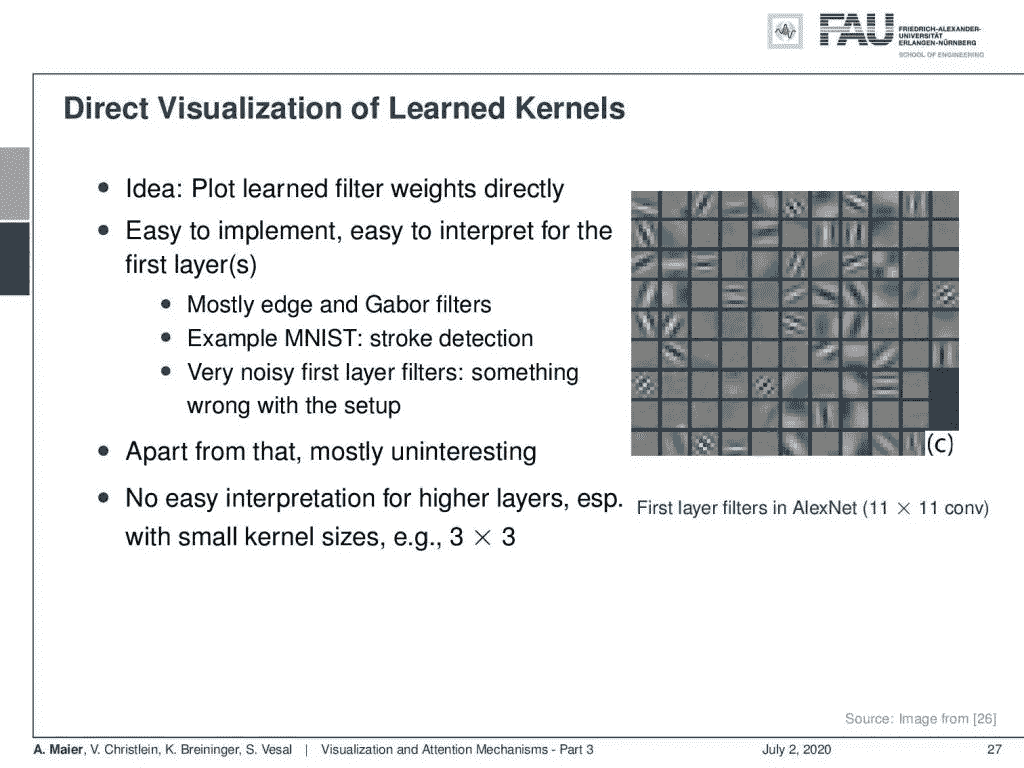 FAU
FRIEDRICH-ALEXANDER-
UNIVERSITÄT
ERLANGEN-NÜRNBERG
SCHOOL OF ENGINEERING
Direct Visualization of Learned Kernels
• Idea: Plot learned filter weights directly
• Easy to implement, easy to interpret for the
first layer(s)
• Mostly edge and Gabor filters
• Example MNIST: stroke detection
• Very noisy first layer filters: something
wrong with the setup
• Apart from that, mostly uninteresting
• No easy interpretation for higher layers, esp.
with small kernel sizes, e.g., 3 × 3
(c)
First layer filters in AlexNet (11 × 11 conv)
Source: Image from [26]
A. Maier, V. Christlein, K. Breininger, S. Vesal | Visualization and Attention Mechanisms - Part 3 July 2, 2020 27